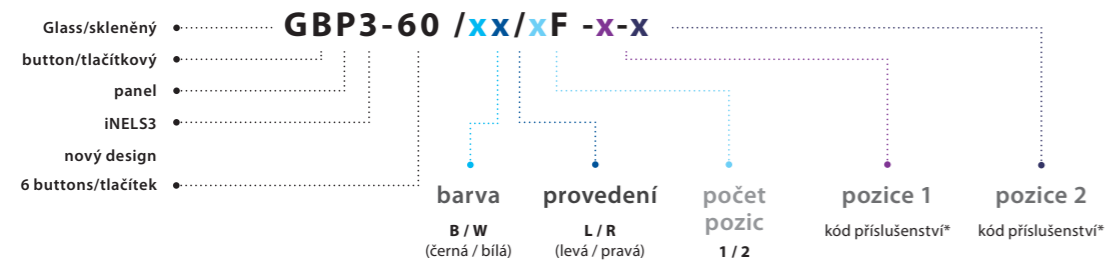 Glass/skleněný
GBP3-60 /xx/xF -x-x
button/tlačítkový
panel
iNELS3
nový design
6 buttons/tlačítek
barva
B / W
(černá / bílá)
provedení
L / R
(levá / pravá)
počet
pozic
1 / 2
pozice 1
kód příslušenství*
pozice 2
kód příslušenství*